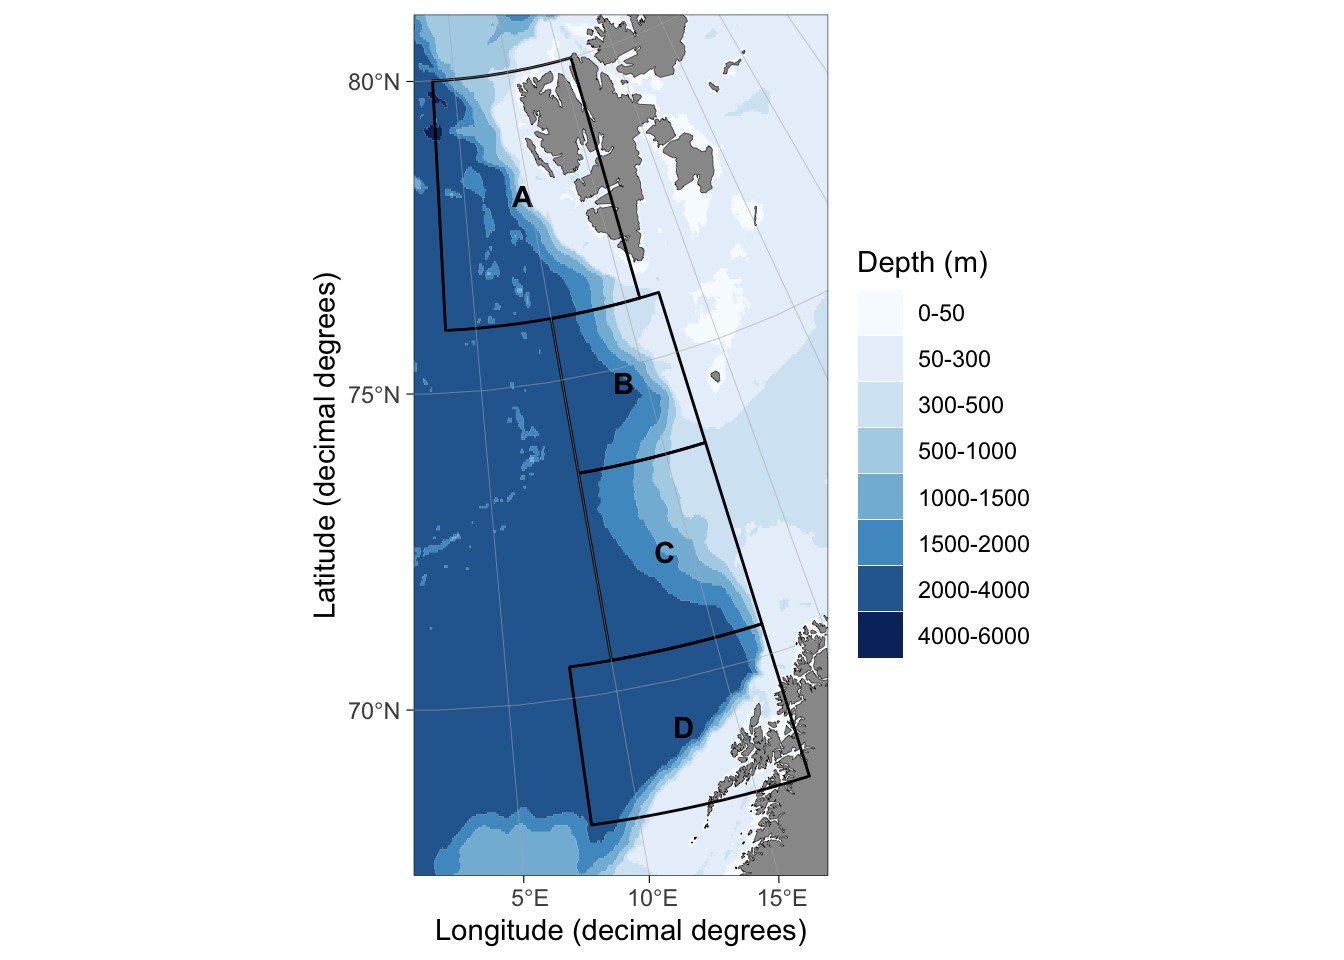 80°N
75°N
70°N
Latitude (decimal degrees)
A
B
C
D
5°E
10°E
15°E
Longitude (decimal degrees)
Depth (m)
0-50
50-300
300-500
500-1000
1000-1500
1500-2000
2000-4000
4000-6000